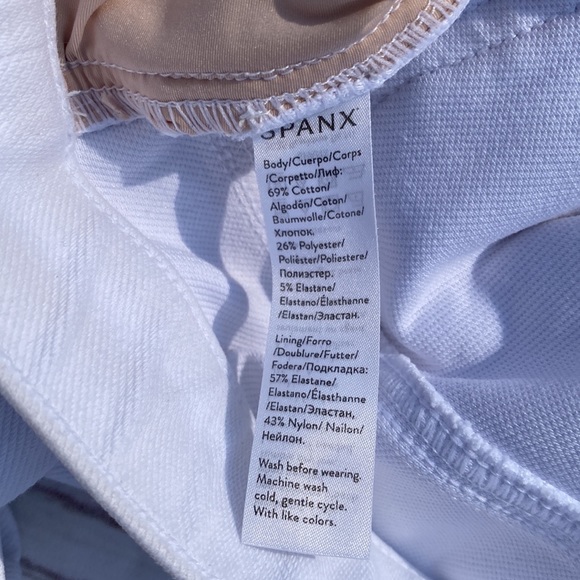 SPANX
Body/Cuerpo/Corps
/Corpetto/Лиф:
69% Cotton/
Algodón/Coton/
Baumwolle/Cotone/
Хлопок.
26% Polyester/
Poliéster/Poliestere/
Полиэстер.
5% Elastane/
Elastano/Élasthanne
/Elastan/Эластан.
Lining/Forro
/Doublure/Futter/
Fodera/Подкладка:
57% Elastane/
Elastano/Élasthanne
/Elastan/Эластан,
43% Nylon/ Nailon/
Нейлон.
Wash before wearing.
Machine wash
cold, gentle cycle.
With like colors.